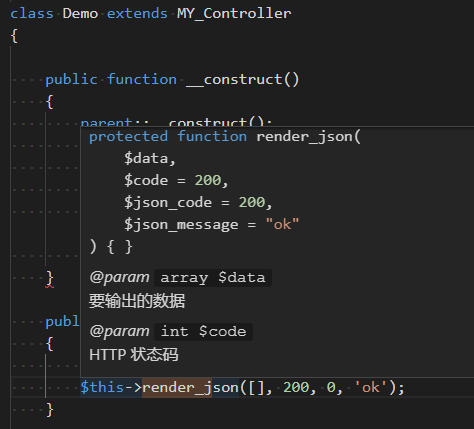 class Demo extends MY_Controller
{
public function __construct()
{
parent::__construct();
protected function render_json(
$data,
$code = 200,
$json_code = 200,
$json_message = "ok"
) { }
@param array $data
要输出的数据
@param int $code
HTTP 状态码
}
publ
{
$this->render_json([], 200, 0, 'ok');
}